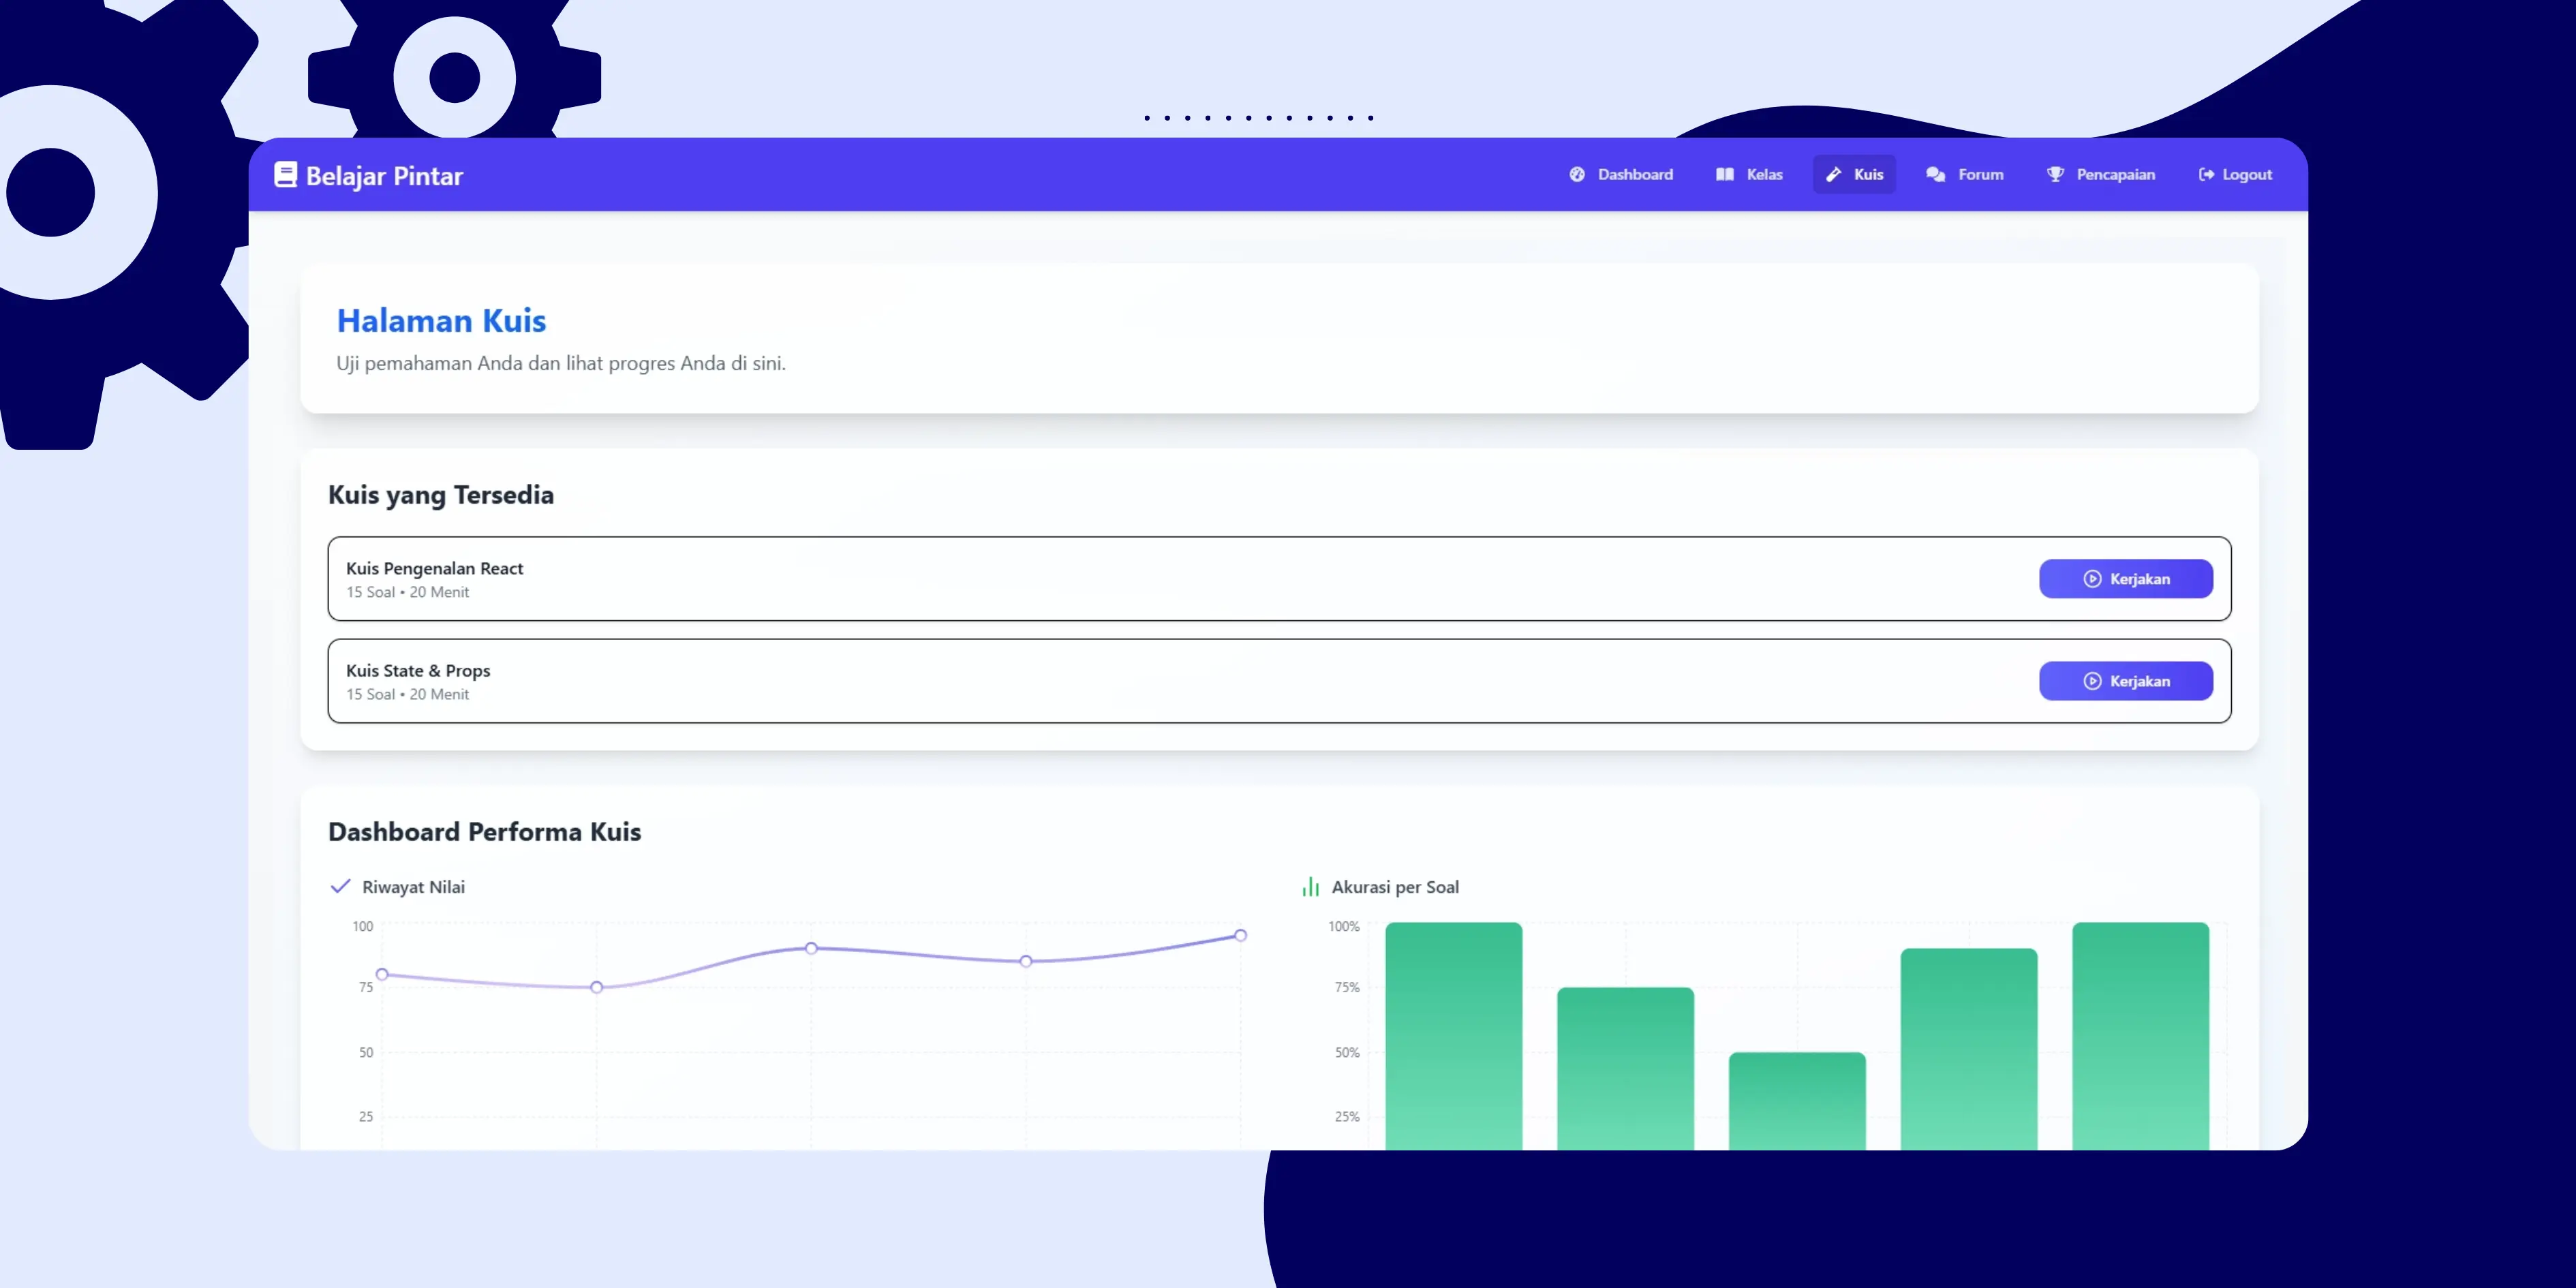 Belajar Pintar
Dashboard
Kelas
Kuis
Forum
Pencapaian
Logout
Halaman Kuis
Uji pemahaman Anda dan lihat progres Anda di sini.
Kuis yang Tersedia
Kuis Pengenalan React
15 Soal • 20 Menit
Kerjakan
Kuis State & Props
15 Soal • 20 Menit
Kerjakan
Dashboard Performa Kuis
Riwayat Nilai
100
75
50
25
Akurasi per Soal
100%
75%
50%
25%